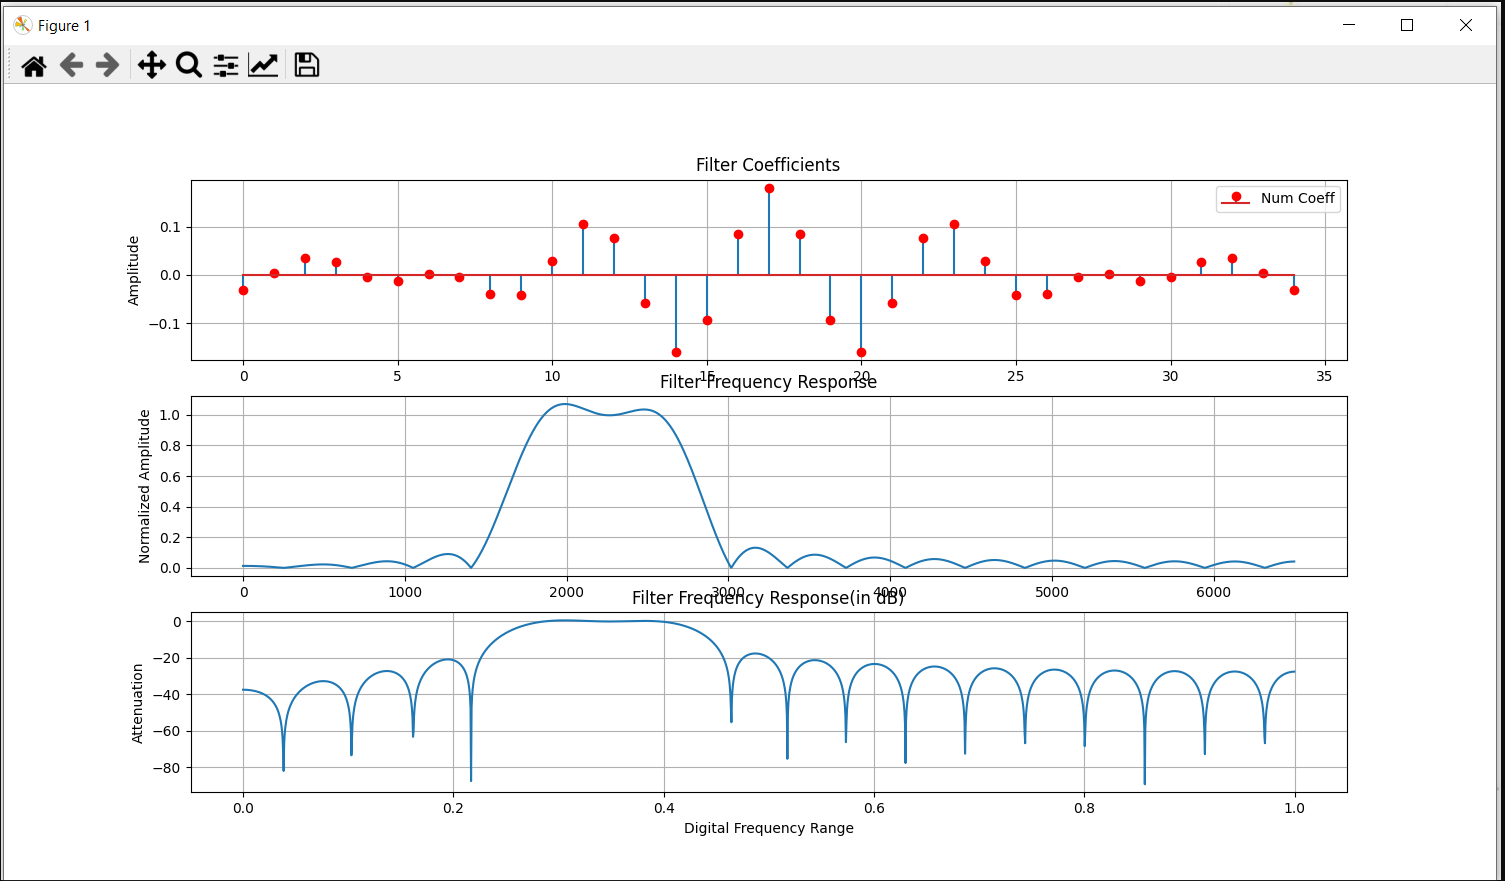 Figure 1
Filter Coefficients
Num Coeff
Amplitude
0.1
0.0
−0.1
0 5 10 15 20 25 30 35
Filter Frequency Response
Normalized Amplitude
1.0
0.8
0.6
0.4
0.2
0.0
0 1000 2000 3000 4000 5000 6000
Filter Frequency Response(in dB)
Attenuation
0
−20
−40
−60
−80
0.0 0.2 0.4 0.6 0.8 1.0
Digital Frequency Range